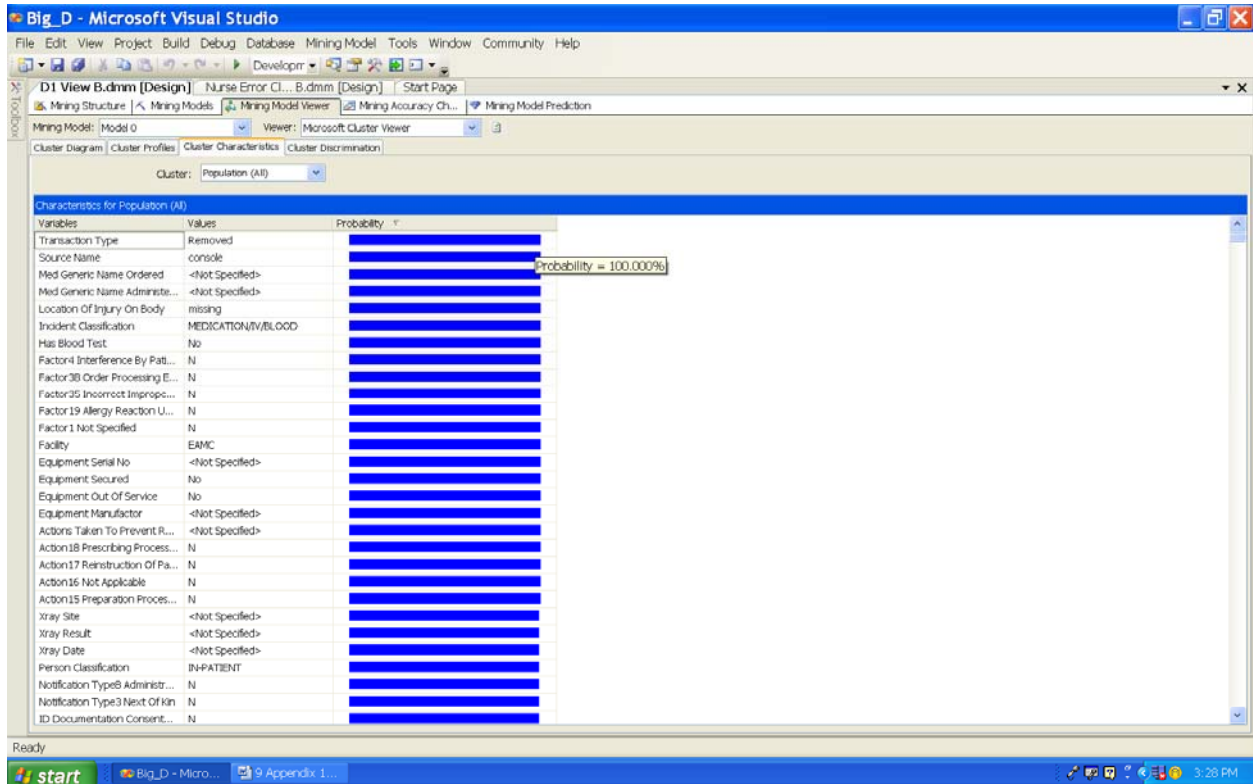 Big_D - Microsoft Visual Studio
File Edit View Project Build Debug Database Mining Model Tools Window Community Help
Developr
D1 View B.dmm [Design] Nurse Error Cl... B.dmm [Design] Start Page
Toolbox
Mining Structure Mining Models Mining Model Viewer Mining Accuracy Ch... Mining Model Prediction
Mining Model: Model 0 Viewer: Microsoft Cluster Viewer
Cluster Diagram Cluster Profiles Cluster Characteristics Cluster Discrimination
Cluster: Population (All)
Characteristics for Population (All)
Variables Values Probability
Transaction Type Removed
Source Name console
Probability = 100.000%
Med Generic Name Ordered <Not Specified>
Med Generic Name Administe... <Not Specified>
Location Of Injury On Body missing
Incident Classification MEDICATION/IV/BLOOD
Has Blood Test No
Factor4 Interference By Pati... N
Factor38 Order Processing E... N
Factor35 Incorrect Imprope... N
Factor19 Allergy Reaction U... N
Factor1 Not Specified N
Facility EAMC
Equipment Serial No <Not Specified>
Equipment Secured No
Equipment Out Of Service No
Equipment Manufactor <Not Specified>
Actions Taken To Prevent R... <Not Specified>
Action18 Prescribing Process... N
Action17 Reinstruction Of Pa... N
Action16 Not Applicable N
Action15 Preparation Proces... N
Xray Site <Not Specified>
Xray Result <Not Specified>
Xray Date <Not Specified>
Person Classification IN-PATIENT
Notification Type8 Administr... N
Notification Type3 Next Of Kin N
ID Documentation Consent... N
Ready
start Big_D - Micro... 9 Appendix 1... 3:28 PM